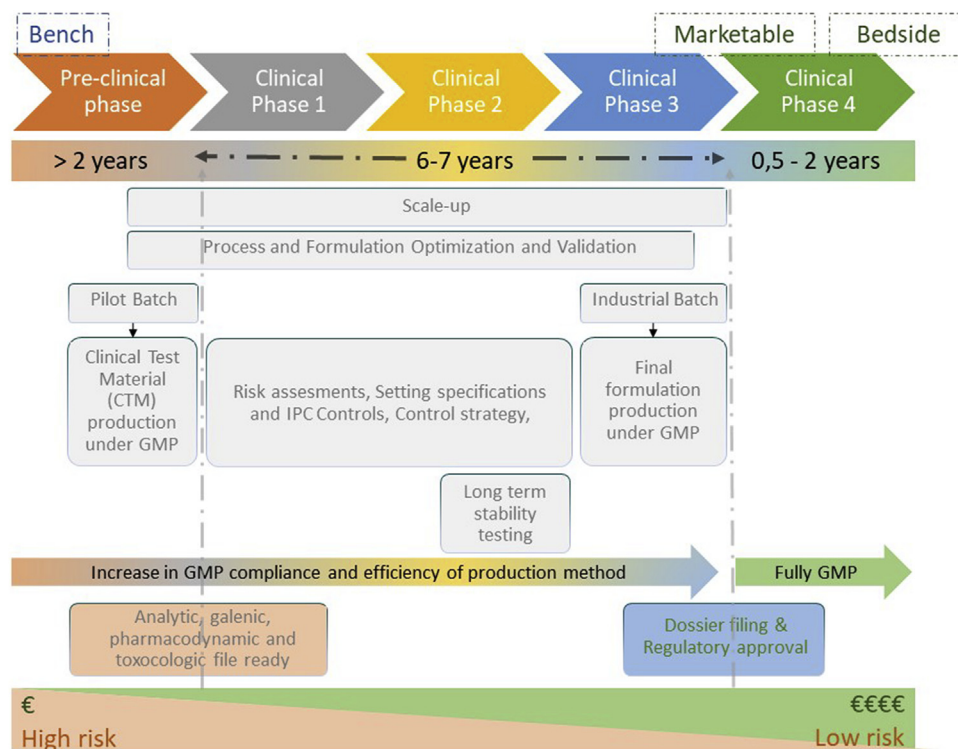 Bench
Marketable
Bedside
Pre-clinical
phase
Clinical
Phase 1
Clinical
Phase 2
Clinical
Phase 3
Clinical
Phase 4
> 2 years
6-7 years
0,5 - 2 years
Scale-up
Process and Formulation Optimization and Validation
Pilot Batch
Industrial Batch
Clinical Test
Material
(CTM)
production
under GMP
Risk assesments, Setting specifications
and IPC Controls, Control strategy,
Final
formulation
production
under GMP
Long term
stability
testing
Increase in GMP compliance and efficiency of production method
Fully GMP
Analytic, galenic,
pharmacodynamic and
toxocologic file ready
Dossier filing &
Regulatory approval
€
€€€€
High risk
Low risk